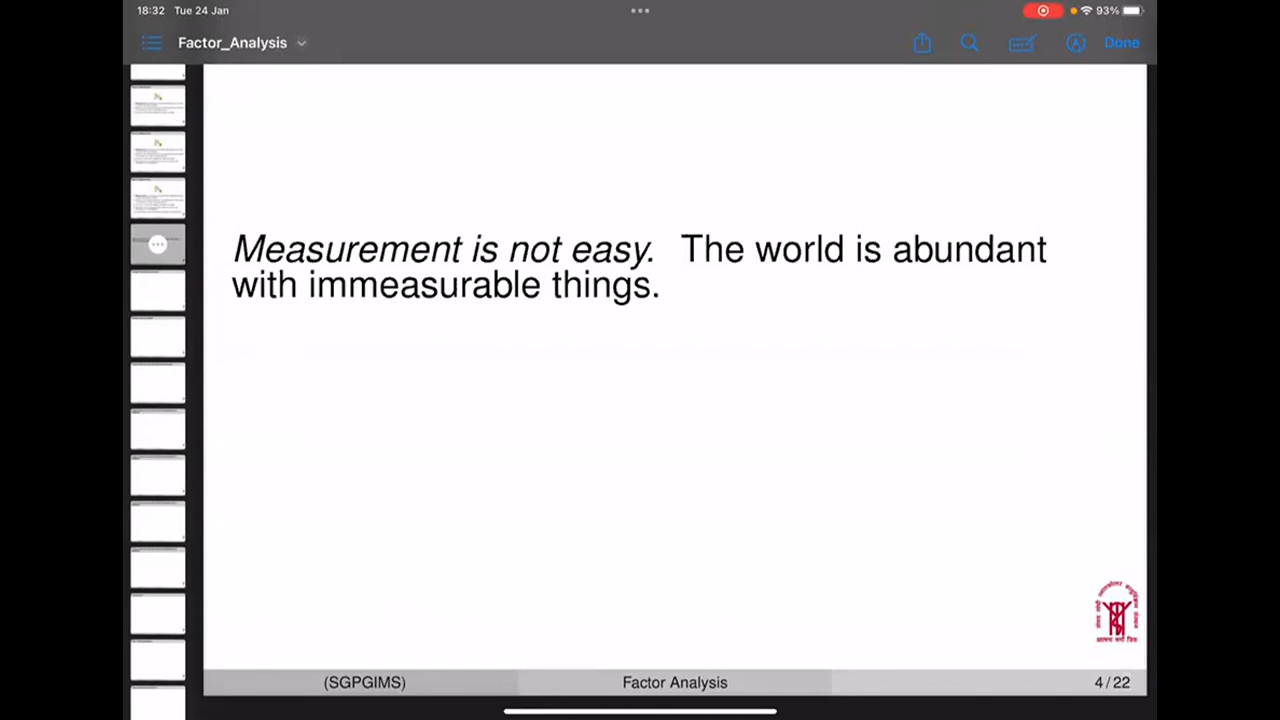 18:32 Tue 24 Jan
93%
Factor_Analysis
Done
Measurement is not easy. The world is abundant
with immeasurable things.
(SGPGIMS)
Factor Analysis
4 / 22